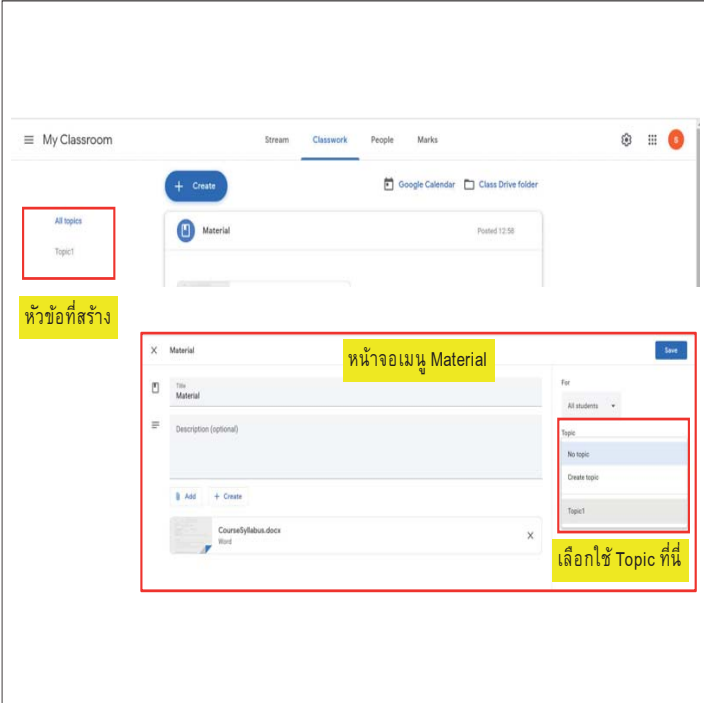 My Classroom
Stream Classwork People Marks
S
+ Create
Google Calendar Class Drive folder
All topics
Topic1
Material Posted 12:58
หัวข้อที่สร้าง
X Material
หน้าจอเมนู Material
Save
Title
Material
For
All students
Description (optional)
Topic
No topic
Create topic
Topic1
Add + Create
CourseSyllabus.docx
Word
X
เลือกใช้ Topic ที่นี่